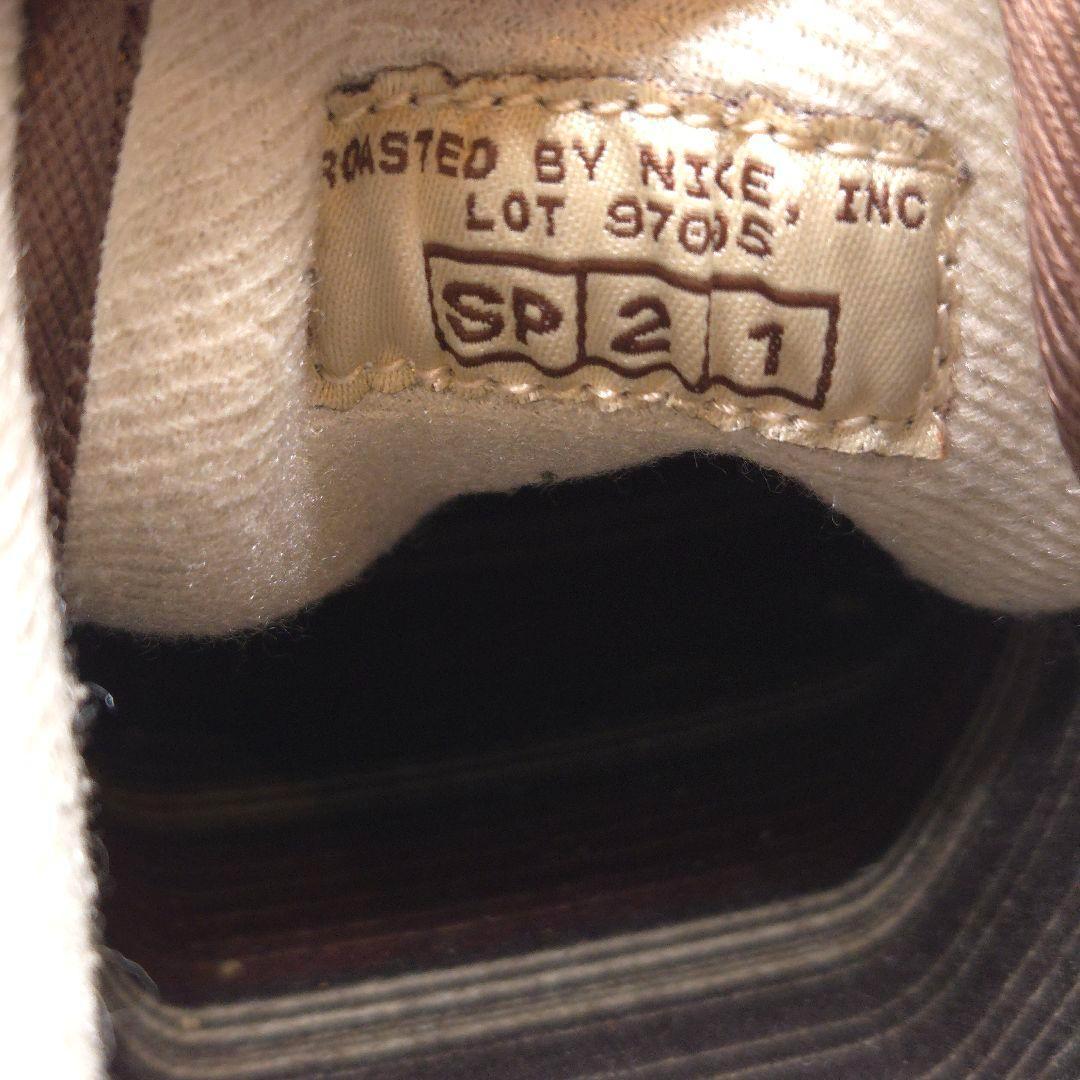 ROASTED BY NIKE, INC
LOT 97005
SP 2 1